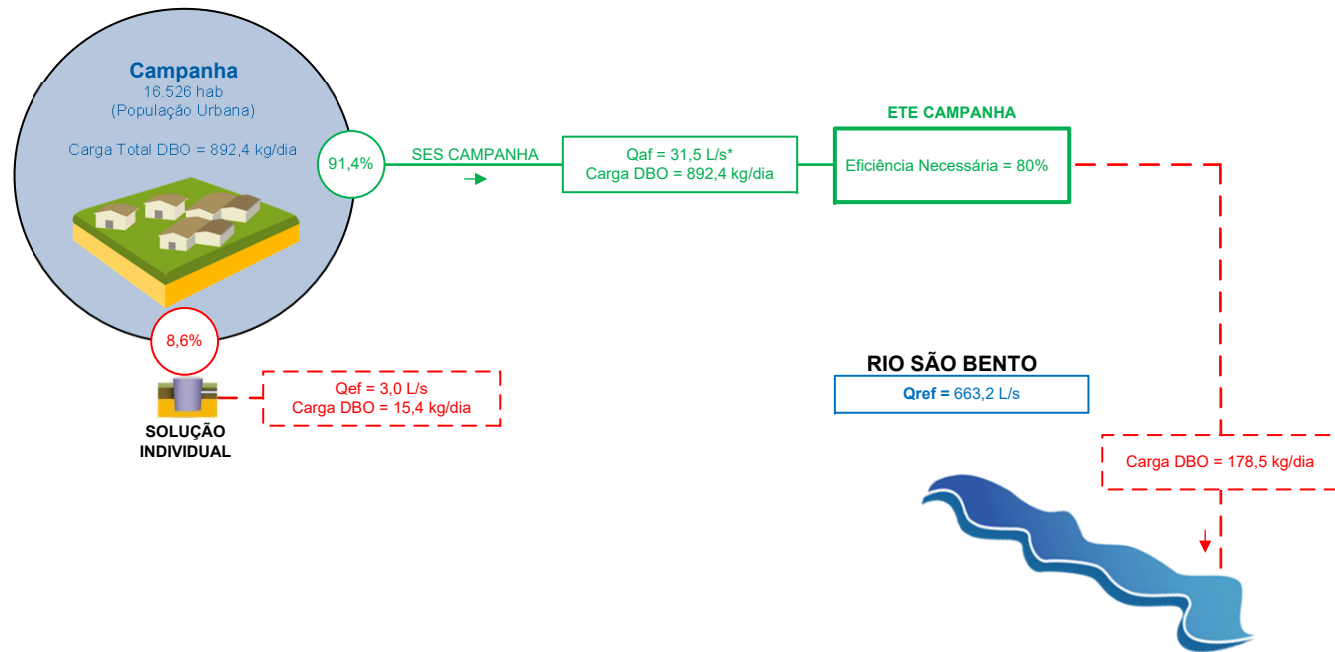 Campanha
16.526 hab
(População Urbana)
Carga Total DBO = 892,4 kg/dia
91,4%
SES CAMPANHA
Qaf = 31,5 L/s*
Carga DBO = 892,4 kg/dia
ETE CAMPANHA
Eficiência Necessária = 80%
8,6%
Qef = 3,0 L/s
Carga DBO = 15,4 kg/dia
SOLUÇÃO
INDIVIDUAL
RIO SÃO BENTO
Qref = 663,2 L/s
Carga DBO = 178,5 kg/dia